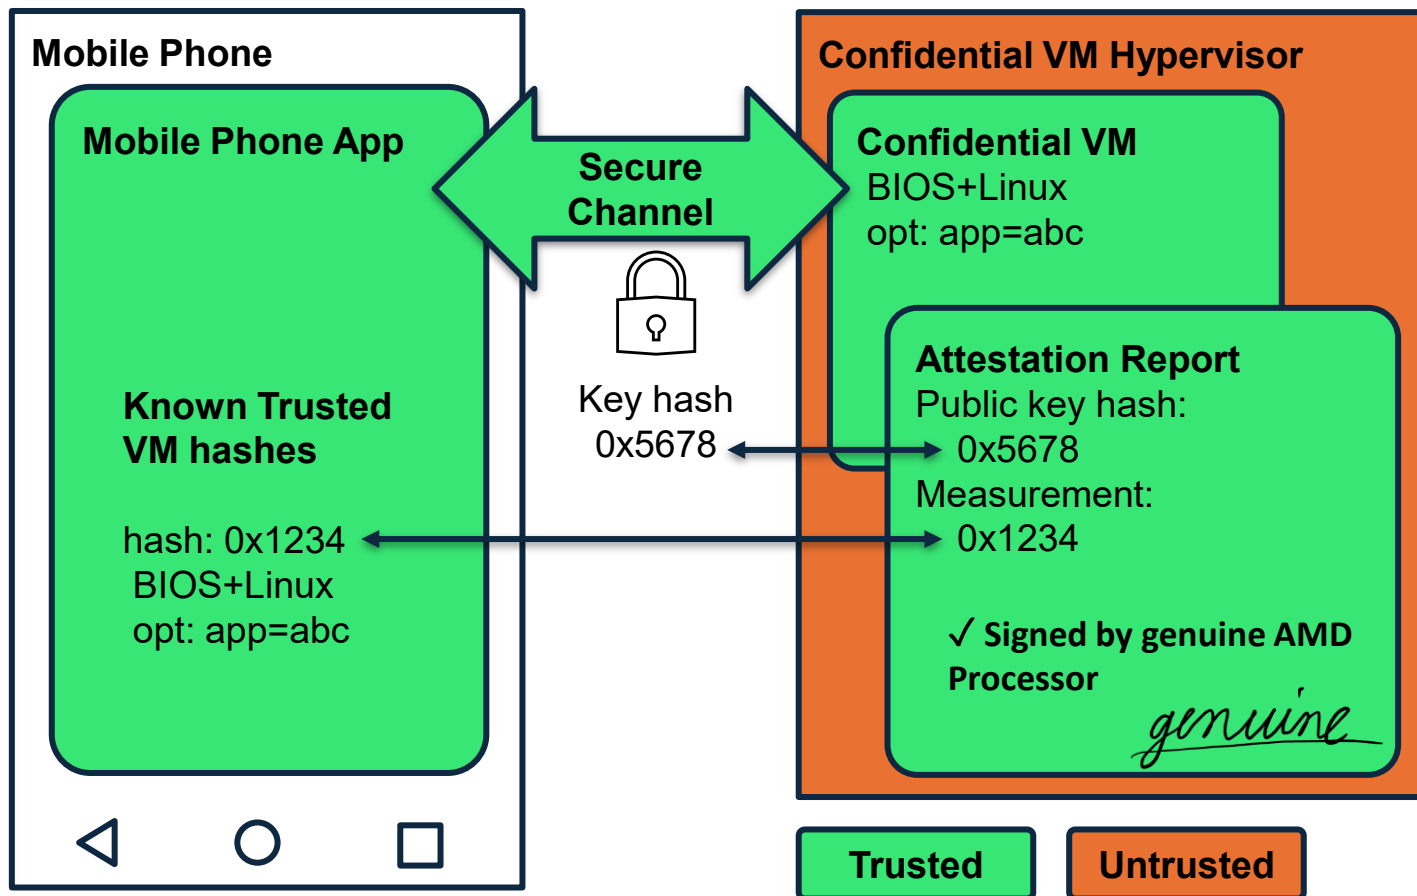 Mobile Phone
Mobile Phone App
Known Trusted
VM hashes
hash: 0x1234
BIOS+Linux
opt: app=abc
Secure
Channel
Key hash
0x5678
Confidential VM Hypervisor
Confidential VM
BIOS+Linux
opt: app=abc
Attestation Report
Public key hash:
0x5678
Measurement:
0x1234
✓ Signed by genuine AMD
Processor
genuine
Trusted
Untrusted